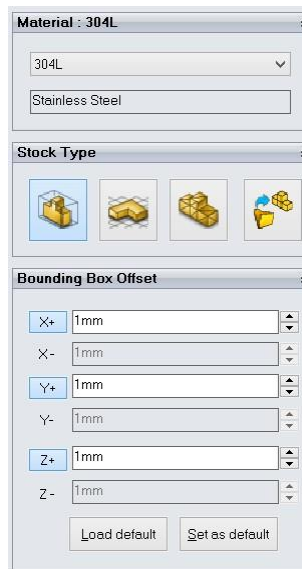 Material : 304L
304L
Stainless Steel
Stock Type
Bounding Box Offset
X+ 1mm
X- 1mm
Y+ 1mm
Y- 1mm
Z+ 1mm
Z- 1mm
Load default Set as default